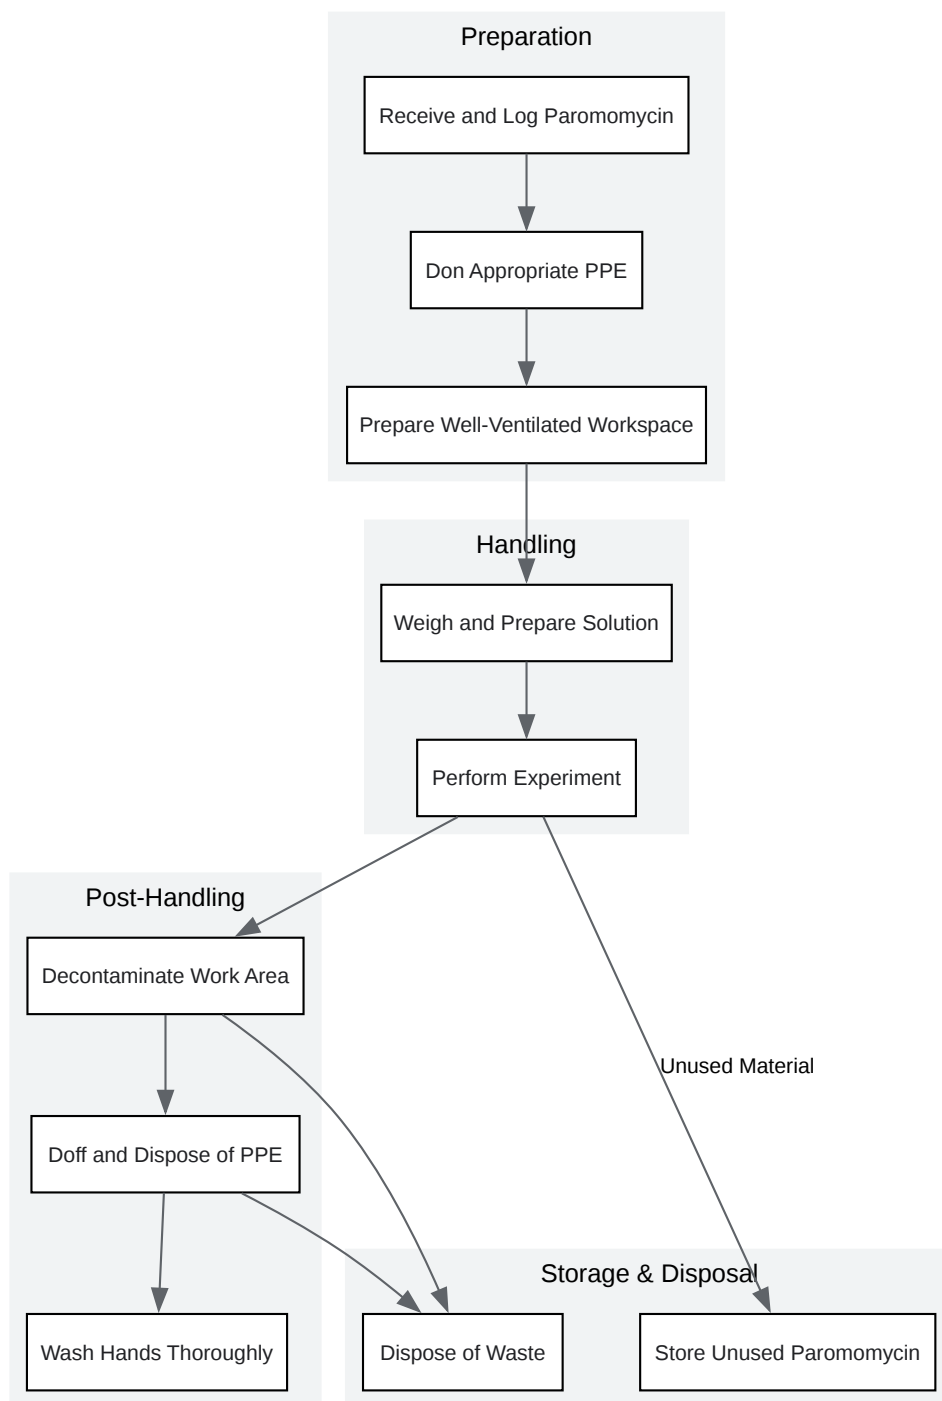 Preparation
Receive and Log Paromomycin
Don Appropriate PPE
Prepare Well-Ventilated Workspace
Handling
Weigh and Prepare Solution
Perform Experiment
Post-Handling
Decontaminate Work Area
Unused Material
Doff and Dispose of PPE
Storage & Disposal
Wash Hands Thoroughly
Dispose of Waste
Store Unused Paromomycin